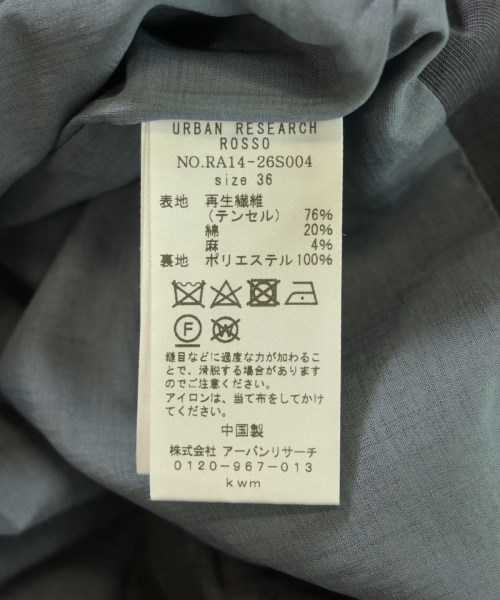 URBAN RESEARCH
ROSSO
NO.RA14-26S004
size 36
表地 再生繊維
(テンセル) 76%
綿 20%
麻 4%
裏地 ポリエステル 100%
F W
縫目などに過度な力が加わるこ
とで、滑脱する場合があります
のでご注意ください。
アイロンは、当て布をしてかけ
てください。
中国製
株式会社 アーバンリサーチ
0120-967-013
kwm